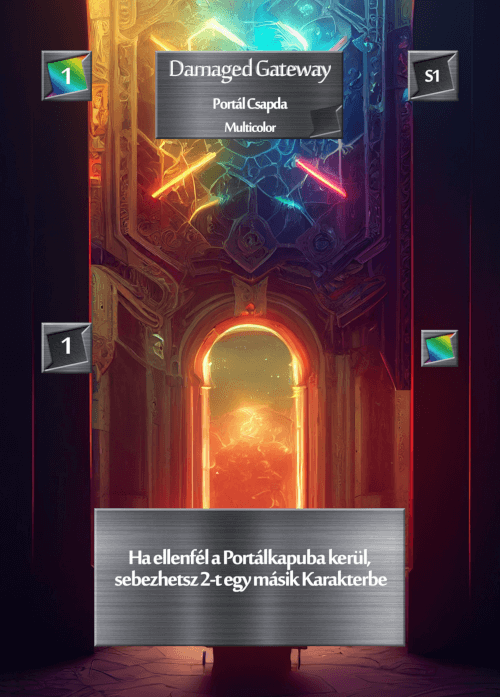 1
Damaged Gateway
S1
Portál Csapda
Multicolor
1
Ha ellenfél a Portálkapuba kerül,
sebezhetsz 2-t egy másik Karakterbe